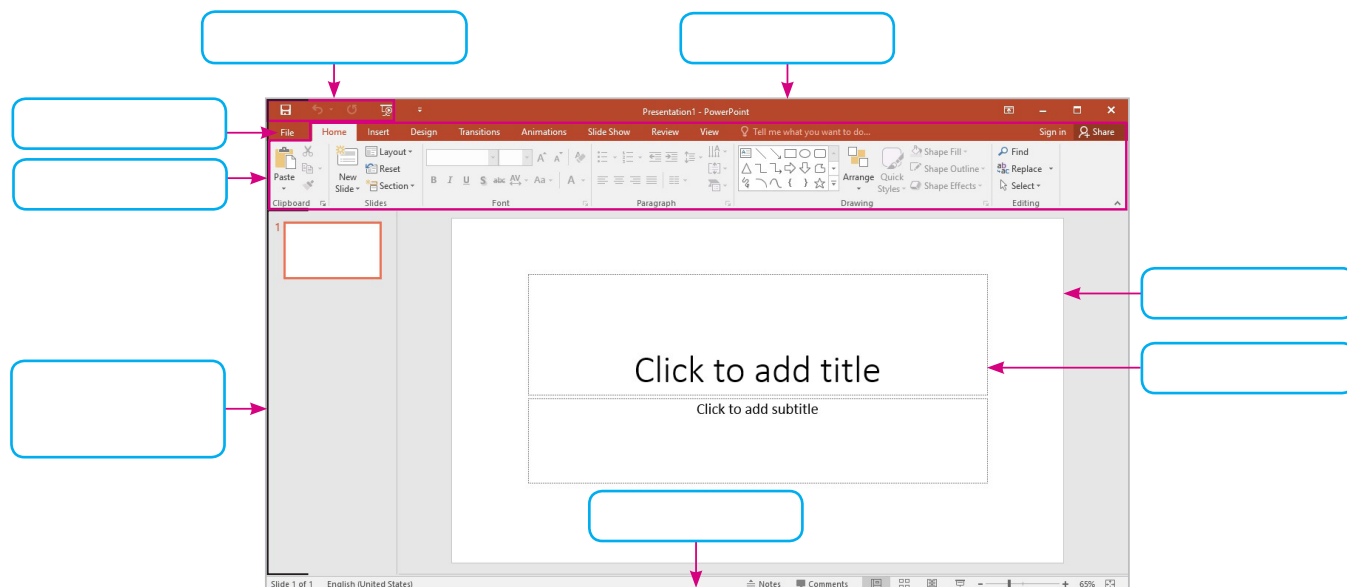 Presentation1 - PowerPoint
File Home Insert Design Transitions Animations Slide Show Review View Tell me what you want to do... Sign in Share
Paste
New
Slide
Layout
Reset
Section
B I U S abc AV Aa A
Arrange
Quick
Styles
Shape Fill
Shape Outline
Shape Effects
Find
Replace
Select
Clipboard Slides Font Paragraph Drawing Editing
1
Click to add title
Click to add subtitle
Slide 1 of 1 English (United States) Notes Comments - + 65%